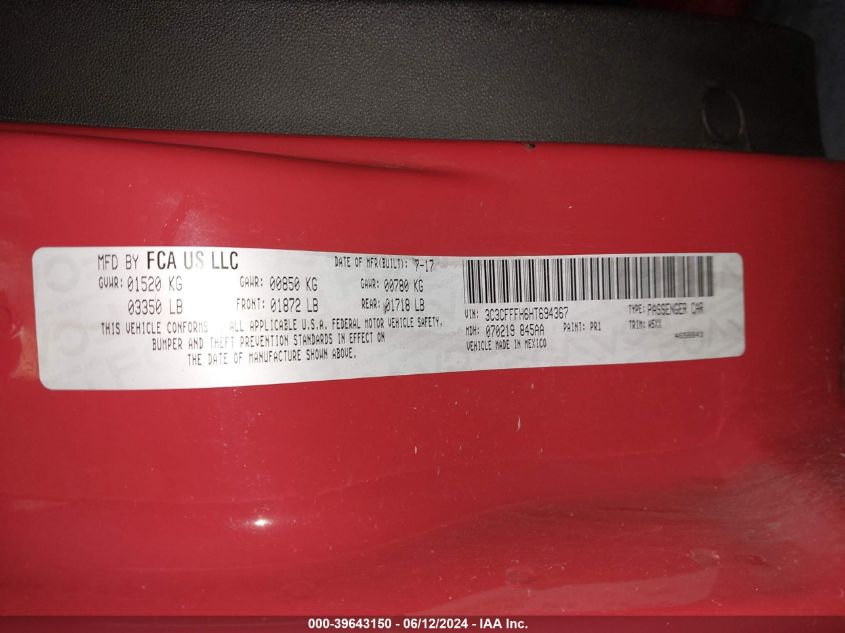 MFD BY FCA US LLC
DATE OF MFR(BUILT): 7-17
GVWR: 01520 KG GAWR: 00850 KG GAWR: 00780 KG
03350 LB FRONT: 01872 LB REAR: 01718 LB
THIS VEHICLE CONFORMS ALL APPLICABLE U.S.A. FEDERAL MOTOR VEHICLE SAFETY,
BUMPER AND THEFT PREVENTION STANDARDS IN EFFECT ON
THE DATE OF MANUFACTURE SHOWN ABOVE.
VIN: 3C3CFFFH6HT694367 TYPE: PASSENGER CAR
MDH: 070219 845AA PAINT: PR1 TRIM: A5XX
VEHICLE MADE IN MEXICO
000-39643150 - 06/12/2024 - IAA Inc.